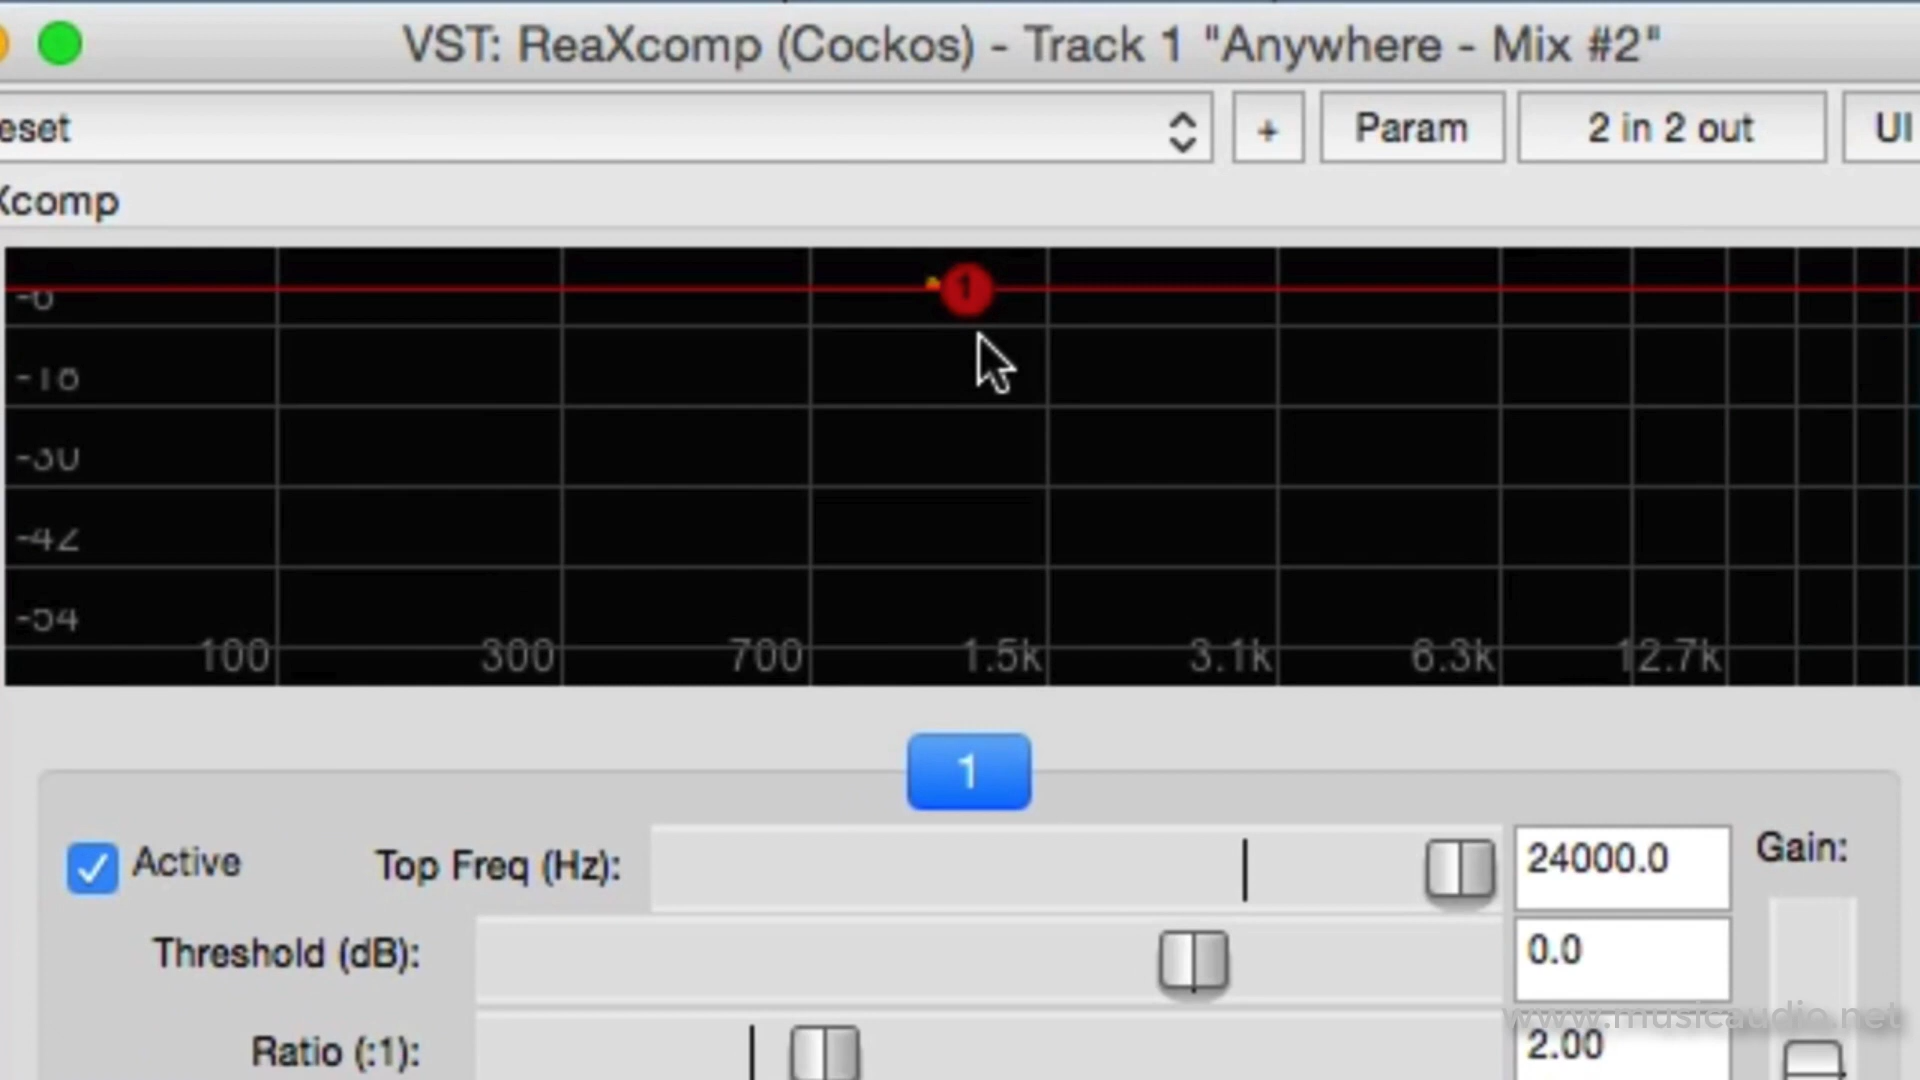 VST: ReaXcomp (Cockos) - Track 1 "Anywhere - Mix #2"
eset
+
Param
2 in 2 out
UI
Xcomp
1
-6
-18
-30
-42
-54
100
300
700
1.5k
3.1k
6.3k
12.7k
1
Active
Top Freq (Hz):
24000.0
Gain:
Threshold (dB):
0.0
Ratio (:1):
2.00
www.musicaudio.net